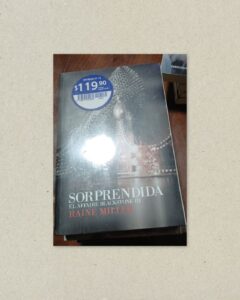 $119.90
SORPRENDIDA
EL AFFAIRE BLACKSTONE III
RAINE MILLER